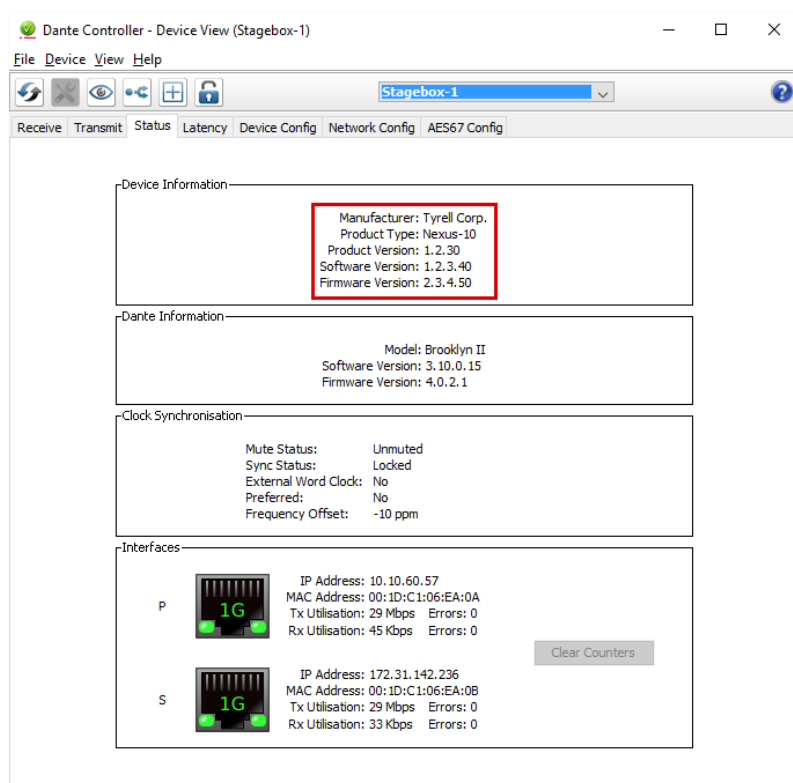 Dante Controller - Device View (Stagebox-1)
File Device View Help
Stagebox-1
Receive Transmit Status Latency Device Config Network Config AES67 Config
Device Information
Manufacturer: Tyrell Corp.
Product Type: Nexus-10
Product Version: 1.2.30
Software Version: 1.2.3.40
Firmware Version: 2.3.4.50
Dante Information
Model: Brooklyn II
Software Version: 3.10.0.15
Firmware Version: 4.0.2.1
Clock Synchronisation
Mute Status: Unmuted
Sync Status: Locked
External Word Clock: No
Preferred: No
Frequency Offset: -10 ppm
Interfaces
P
1G
IP Address: 10.10.60.57
MAC Address: 00:1D:C1:06:EA:0A
Tx Utilisation: 29 Mbps Errors: 0
Rx Utilisation: 45 Kbps Errors: 0
Clear Counters
S
1G
IP Address: 172.31.142.236
MAC Address: 00:1D:C1:06:EA:0B
Tx Utilisation: 29 Mbps Errors: 0
Rx Utilisation: 33 Kbps Errors: 0